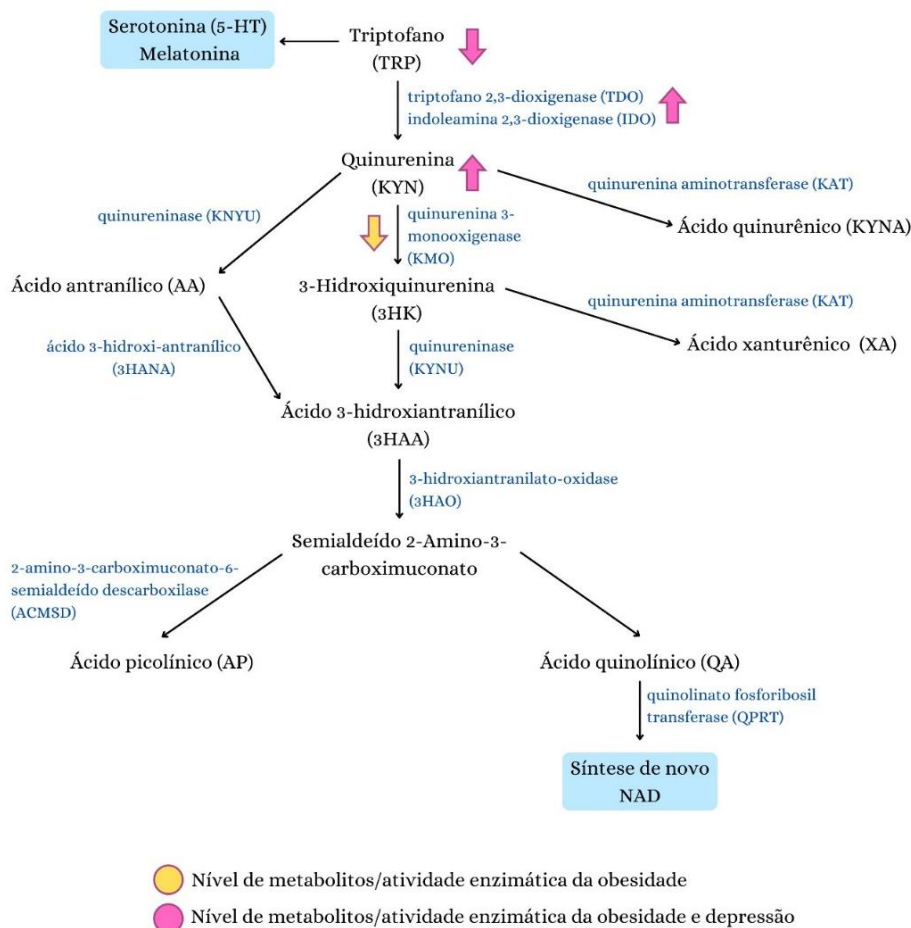 Serotonina (5-HT)
Melatonina
Triptofano
(TRP)
triptofano 2,3-dioxigenase (TDO)
indoleamina 2,3-dioxigenase (IDO)
Quinurenina
(KYN)
quinurenina aminotransferase (KAT)
Ácido quinurênico (KYNA)
quinureninase (KNYU)
quinurenina 3-
monooxigenase
(KMO)
Ácido antranílico (AA)
3-Hidroxiquinurenina
(3HK)
quinurenina aminotransferase (KAT)
Ácido xanturênico (XA)
ácido 3-hidroxi-antranílico
(3HANA)
quinureninase
(KYNU)
Ácido 3-hidroxiantranílico
(3HAA)
3-hidroxiantranilato-oxidase
(3HAO)
Semialdeído 2-Amino-3-
carboximuconato
2-amino-3-carboximuconato-6-
semialdeído descarboxilase
(ACMSD)
Ácido picolínico (AP)
Ácido quinolínico (QA)
quinolinato fosforibosil
transferase (QPRT)
Síntese de novo
NAD
Nível de metabolitos/atividade enzimática da obesidade
Nível de metabolitos/atividade enzimática da obesidade e depressão